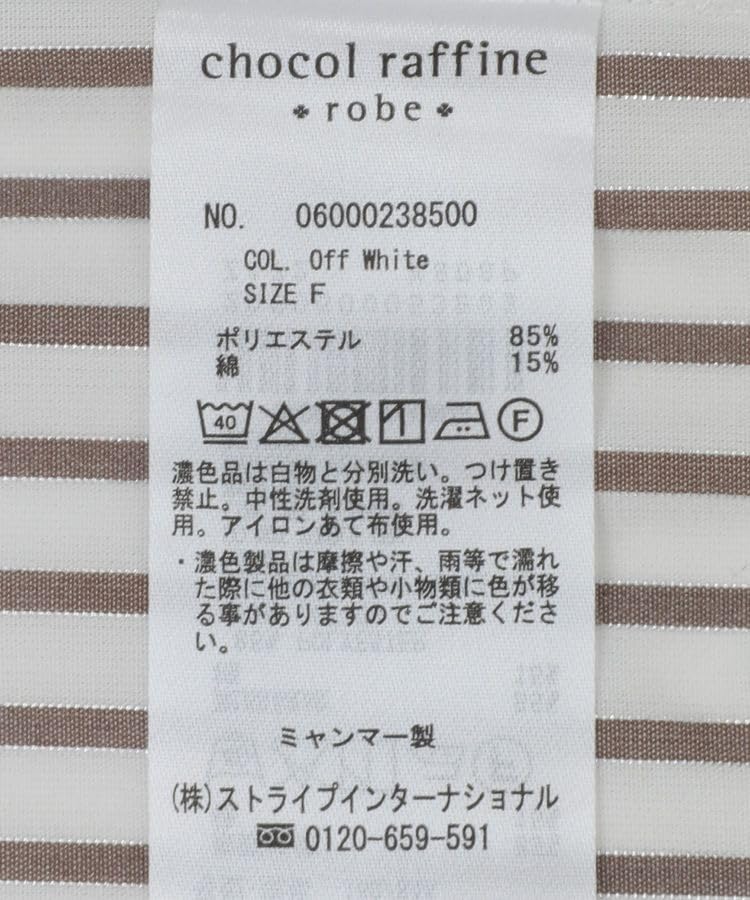 chocol raffine
robe
NO. 06000238500
COL. Off White
SIZE F
ポリエステル 85%
綿 15%
40 F
濃色品は白物と分別洗い。つけ置き
禁止。中性洗剤使用。洗濯ネット使
用。アイロンあて布使用。
・濃色製品は摩擦や汗、雨等で濡れ
た際に他の衣類や小物類に色が移
る事がありますのでご注意くださ
い。
ミャンマー製
(株)ストライプインターナショナル
0120-659-591